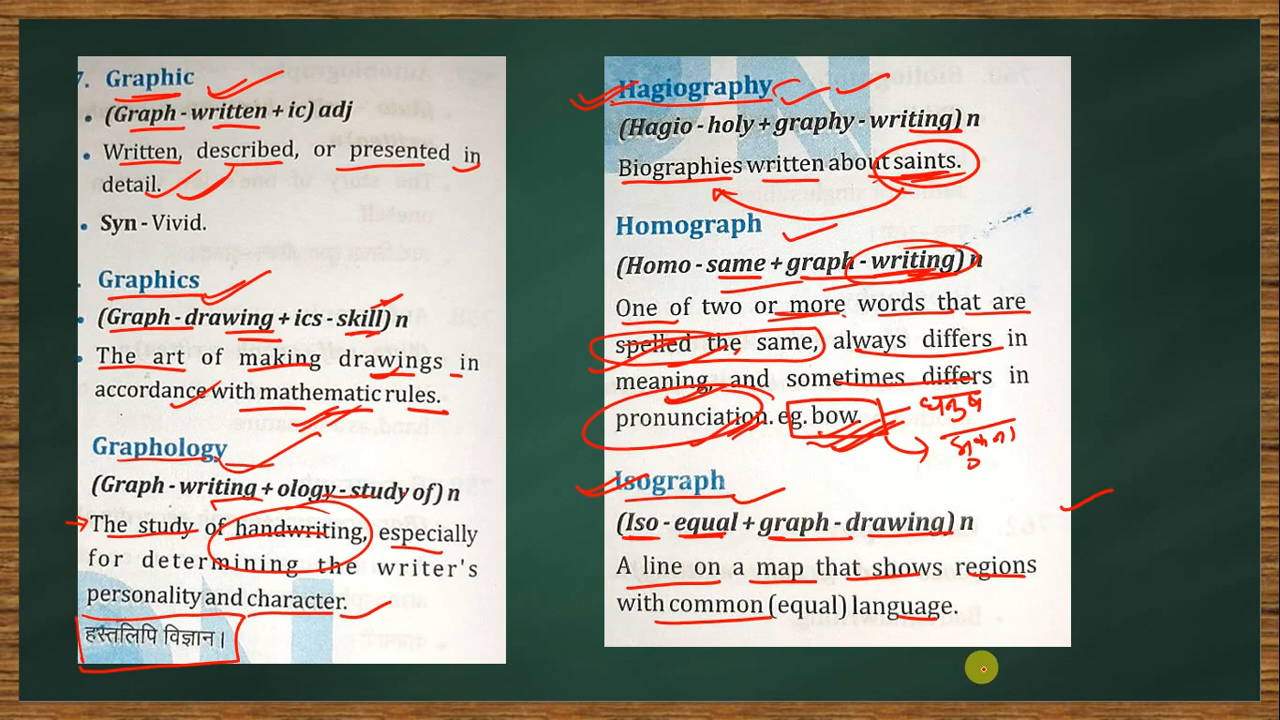 7. Graphic
• (Graph - written + ic) adj
• Written, described, or presented in
detail.
• Syn - Vivid.
Graphics
• (Graph - drawing + ics - skill) n
• The art of making drawings in
accordance with mathematic rules.
Graphology
(Graph - writing + ology - study of) n
The study of handwriting, especially
for determining the writer's
personality and character.
हस्तलिपि विज्ञान।
Hagiography
(Hagio - holy + graphy - writing) n
Biographies written about saints.
Homograph
(Homo - same + graph - writing) n
One of two or more words that are
spelled the same, always differs in
meaning, and sometimes differs in
pronunciation. eg. bow.
धनुष
झुकना
Isograph
(Iso - equal + graph - drawing) n
A line on a map that shows regions
with common (equal) language.